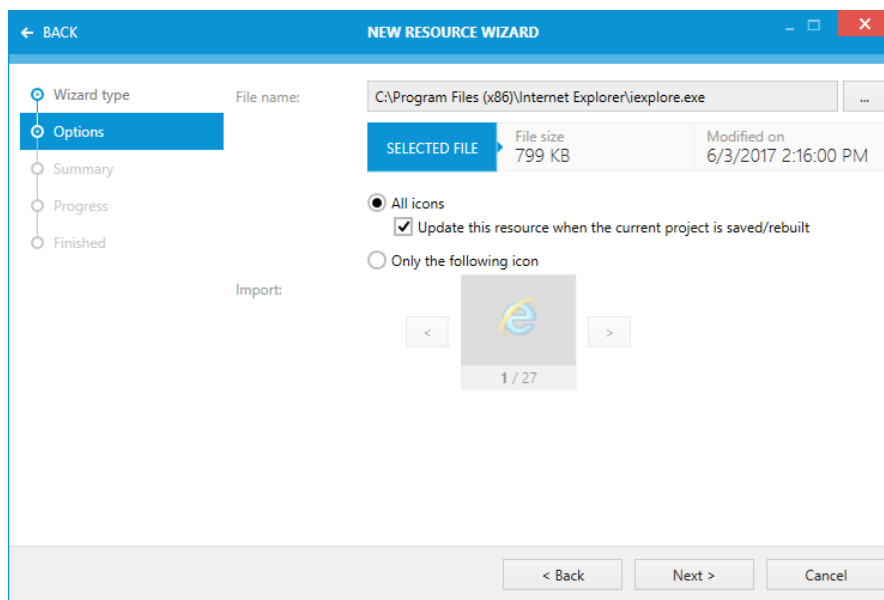 ← BACK
NEW RESOURCE WIZARD
Wizard type
Options
Summary
Progress
Finished
File name:
C:\Program Files (x86)\Internet Explorer\iexplore.exe
...
SELECTED FILE
File size
799 KB
Modified on
6/3/2017 2:16:00 PM
All icons
Update this resource when the current project is saved/rebuilt
Only the following icon
Import:
<
>
1 / 27
< Back
Next >
Cancel